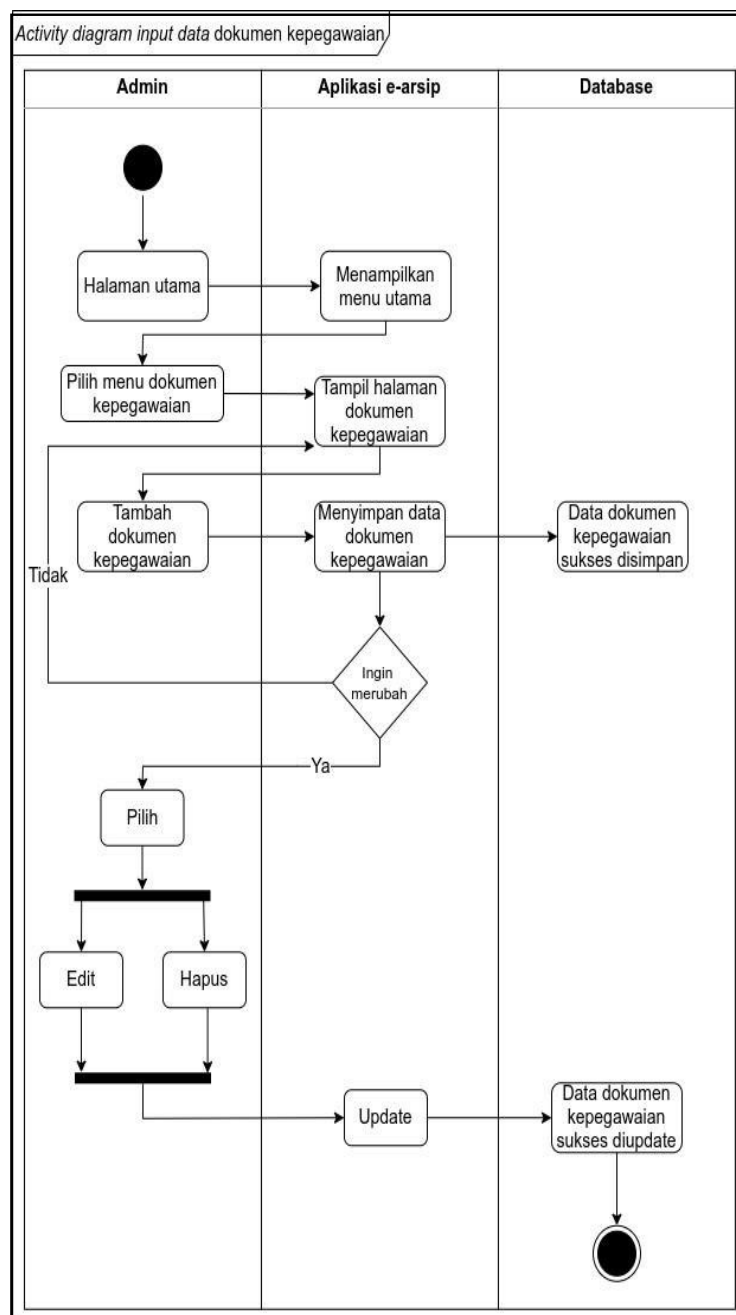 Activity diagram input data dokumen kepegawaian
Admin
Aplikasi e-arsip
Database
Halaman utama
Menampilkan
menu utama
Pilih menu dokumen
kepegawaian
Tampil halaman
dokumen
kepegawaian
Tambah
dokumen
kepegawaian
Menyimpan data
dokumen
kepegawaian
Data dokumen
kepegawaian
sukses disimpan
Tidak
Ingin
merubah
Ya
Pilih
Edit
Hapus
Update
Data dokumen
kepegawaian
sukses diupdate